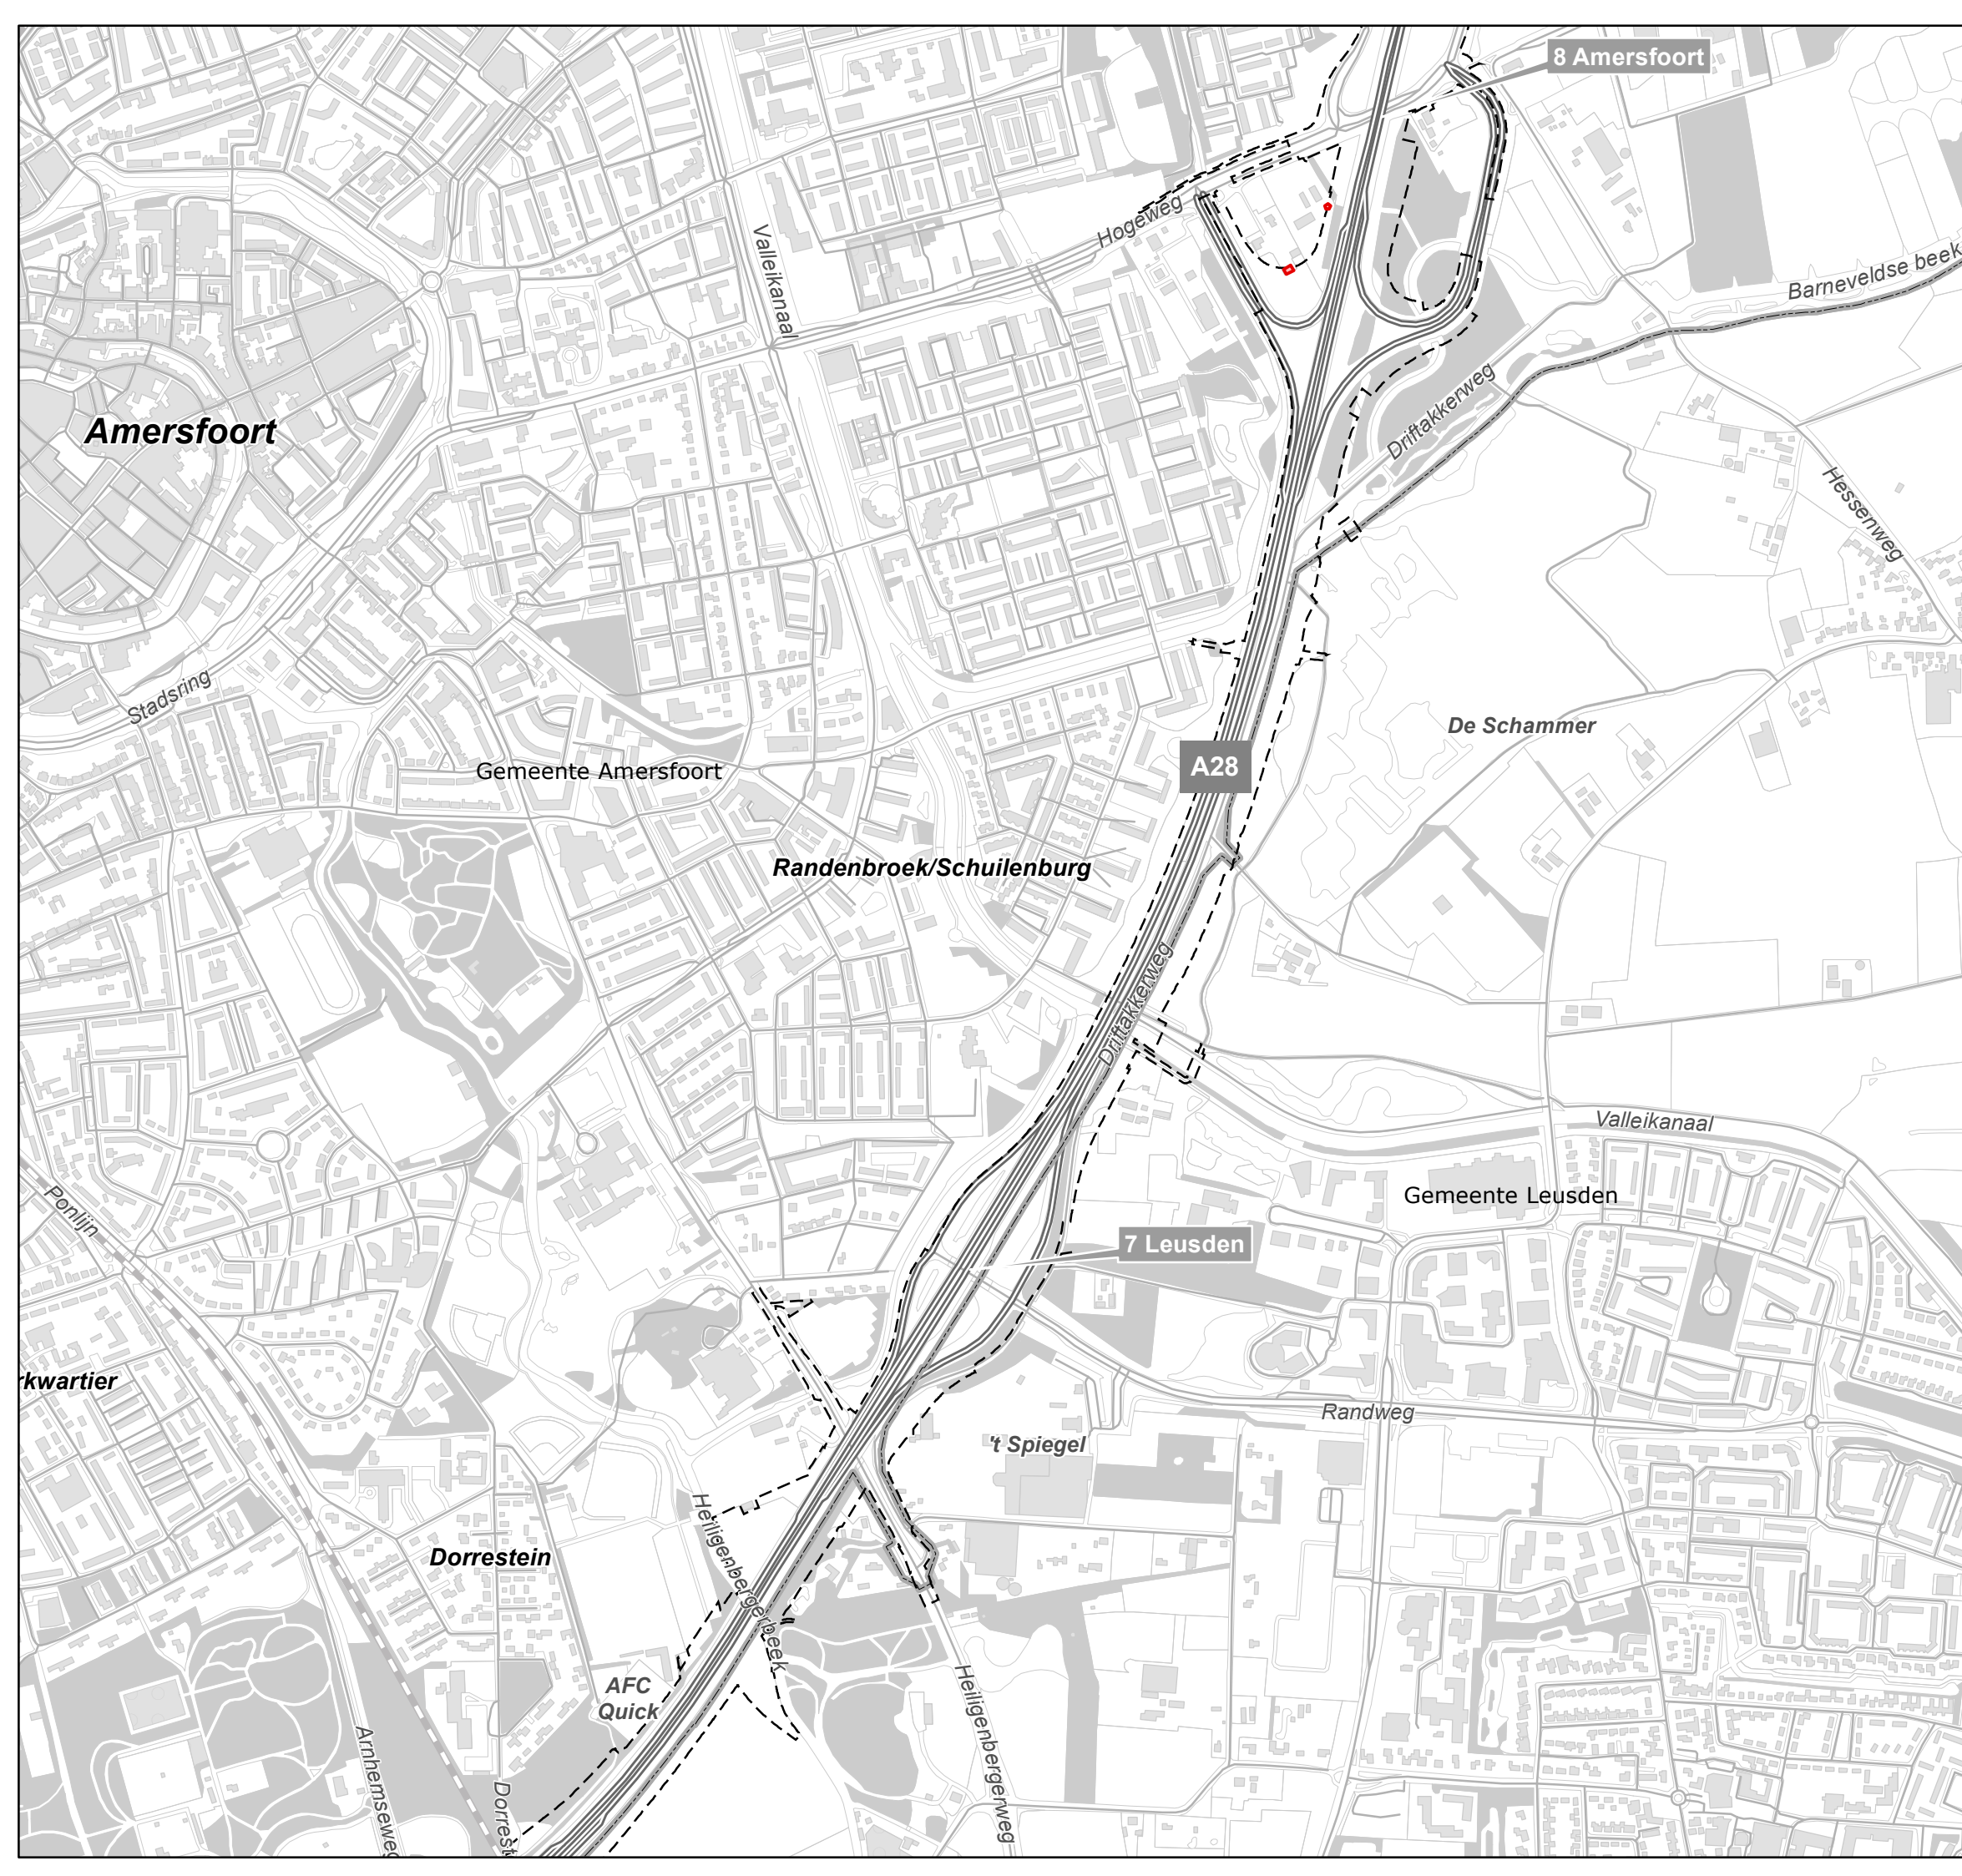 8 Amersfoort
Hogeweg
Valleikanaal
Barneveldse beek
Driftakkerweg
Amersfoort
Hessenweg
Stadsring
De Schammer
Gemeente Amersfoort
A28
Randenbroek/Schuilenburg
Driftakkerweg
Valleikanaal
Gemeente Leusden
Ponlijn
7 Leusden
rkwartier
Randweg
't Spiegel
Heiligenbergerbeek
Dorrestein
AFC
Quick
Heiligenbergerweg
Arnhemseweg
Dorrest